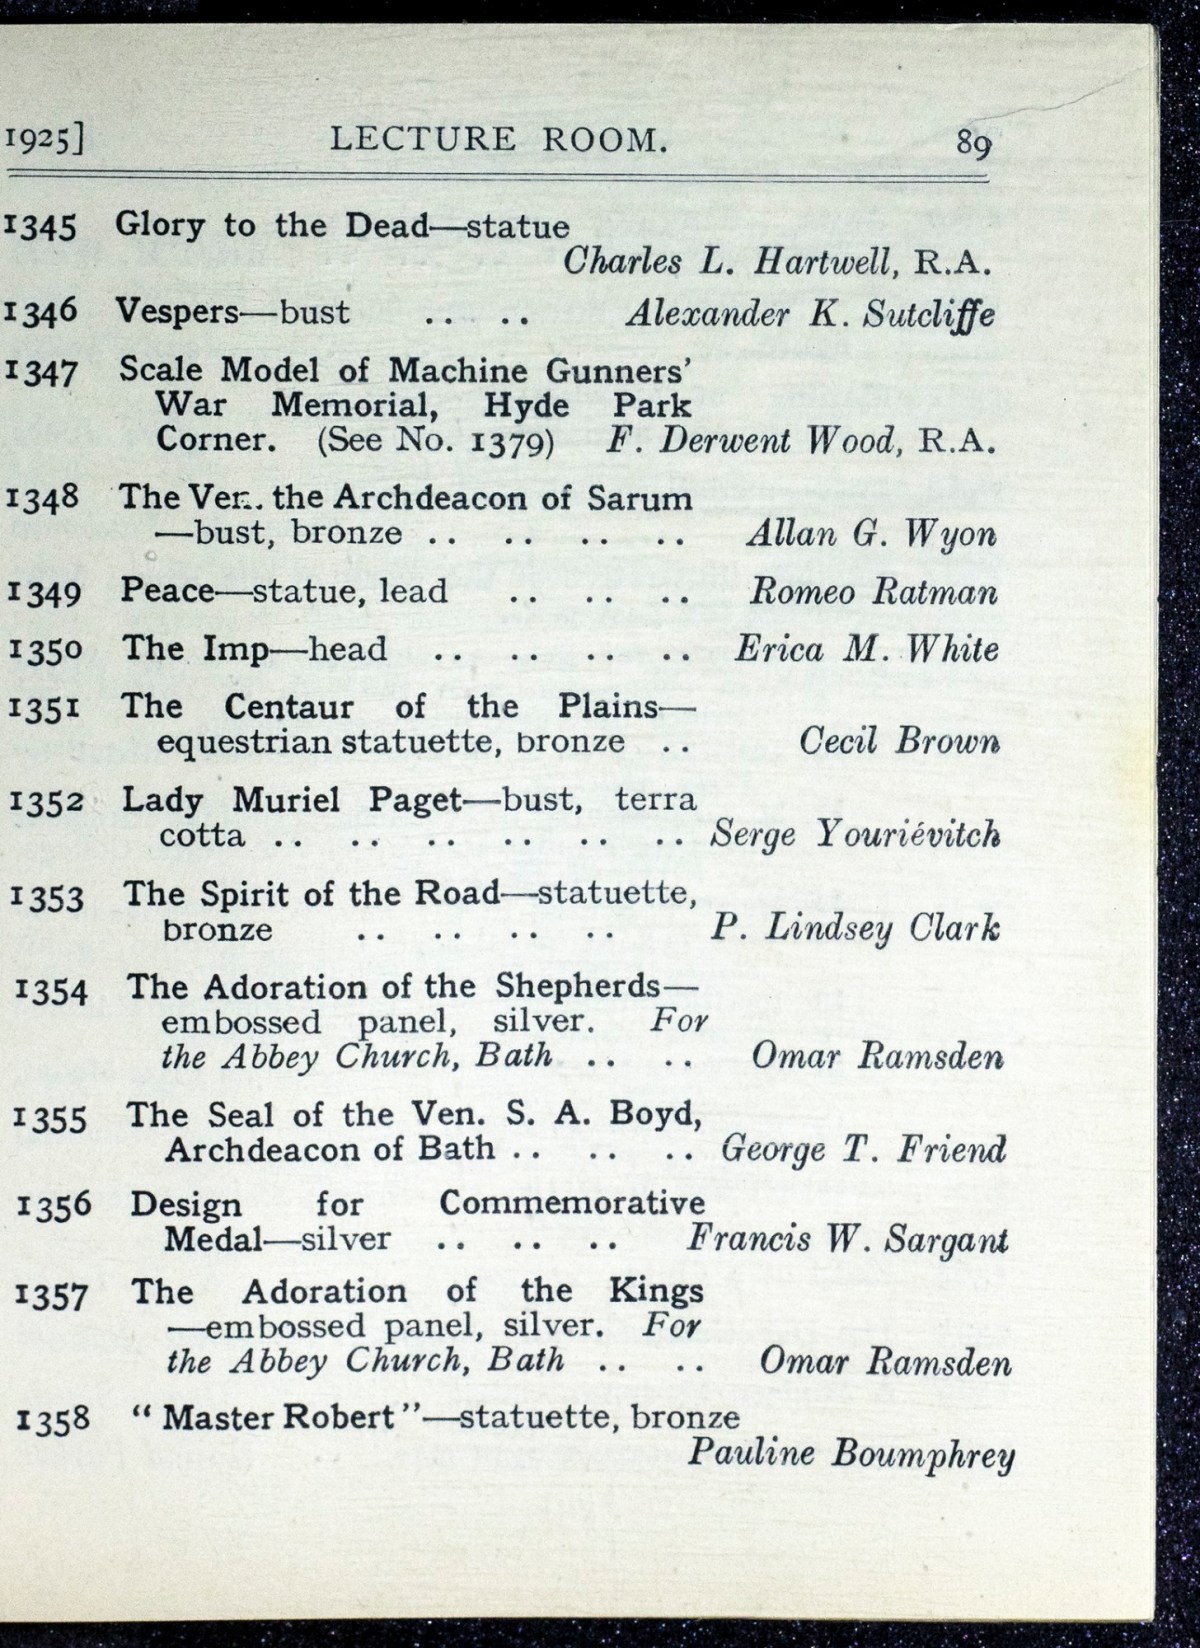 1925] LECTURE ROOM. 89
1345 Glory to the Dead—statue
Charles L. Hartwell, R.A.
1346 Vespers—bust .. .. Alexander K. Sutcliffe
1347 Scale Model of Machine Gunners'
War Memorial, Hyde Park
Corner. (See No. 1379) F. Derwent Wood, R.A.
1348 The Ven. the Archdeacon of Sarum
—bust, bronze .. .. .. .. Allan G. Wyon
1349 Peace—statue, lead .. .. .. Romeo Ratman
1350 The Imp—head .. .. .. .. Erica M. White
1351 The Centaur of the Plains—
equestrian statuette, bronze .. Cecil Brown
1352 Lady Muriel Paget—bust, terra
cotta .. .. .. .. .. .. Serge Youriévitch
1353 The Spirit of the Road—statuette,
bronze .. .. .. .. P. Lindsey Clark
1354 The Adoration of the Shepherds—
embossed panel, silver. For
the Abbey Church, Bath .. .. Omar Ramsden
1355 The Seal of the Ven. S. A. Boyd,
Archdeacon of Bath .. .. .. George T. Friend
1356 Design for Commemorative
Medal—silver .. .. .. Francis W. Sargant
1357 The Adoration of the Kings
—embossed panel, silver. For
the Abbey Church, Bath .. .. Omar Ramsden
1358 “ Master Robert ”—statuette, bronze
Pauline Boumphrey